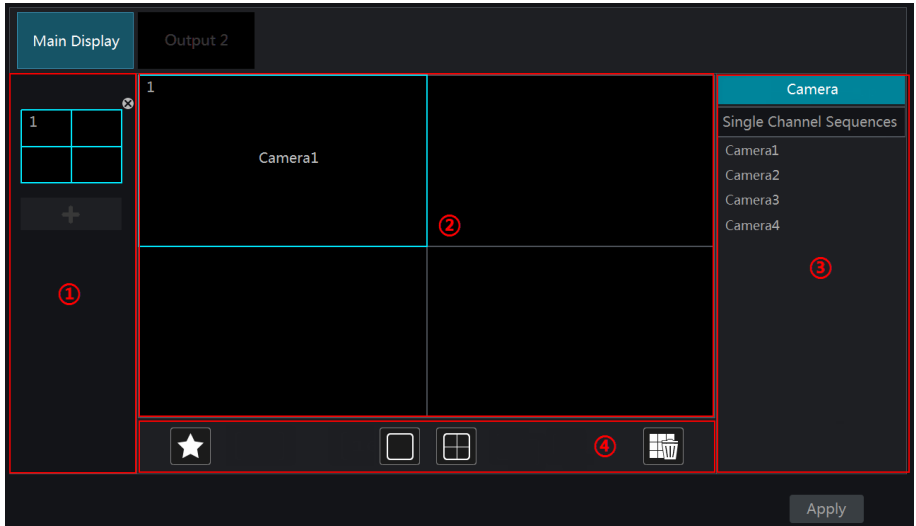 Main Display
Output 2
1
+
①
1
Camera1
②
Camera
Single Channel Sequences
Camera1
Camera2
Camera3
Camera4
③
④
Apply